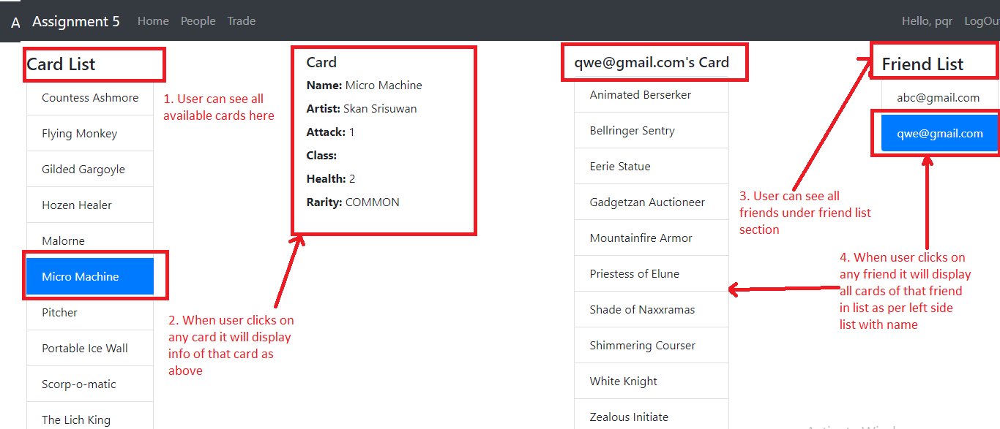 A
Assignment 5 Home People Trade
Hello, pqr
Card List
Countess Ashmore
Flying Monkey
Gilded Gargoyle
Hozen Healer
Malorne
Micro Machine
Pitcher
Portable Ice Wall
Scorp-o-matic
The Lich King
1. User can see all
available cards here
Card
Name: Micro Machine
Artist: Skan Srisuwan
Attack: 1
Class:
Health: 2
Rarity: COMMON
2. When user clicks on
any card it will display
info of that card as
above
qwe@gmail.com's Card
Animated Berserker
Bellringer Sentry
Eerie Statue
Gadgetzan Auctioneer
Mountainfire Armor
Priestess of Elune
Shade of Naxxramas
Shimmering Courser
White Knight
Zealous Initiate
Friend List
abc@gmail.com
qwe@gmail.com
3. User can see all
friends under friend list
section
4. When user clicks on
any friend it will display
all cards of that friend
in list as per left side
list with name